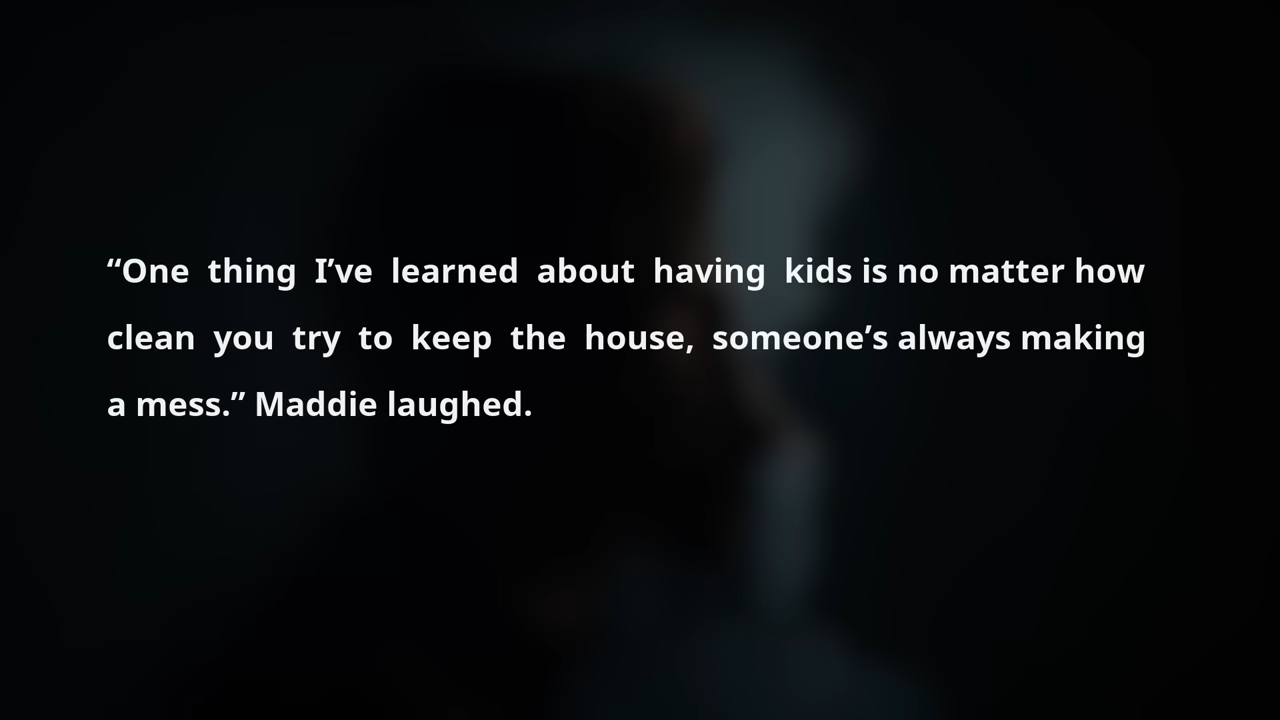 “One thing I’ve learned about having kids is no matter how
clean you try to keep the house, someone’s always making
a mess.” Maddie laughed.